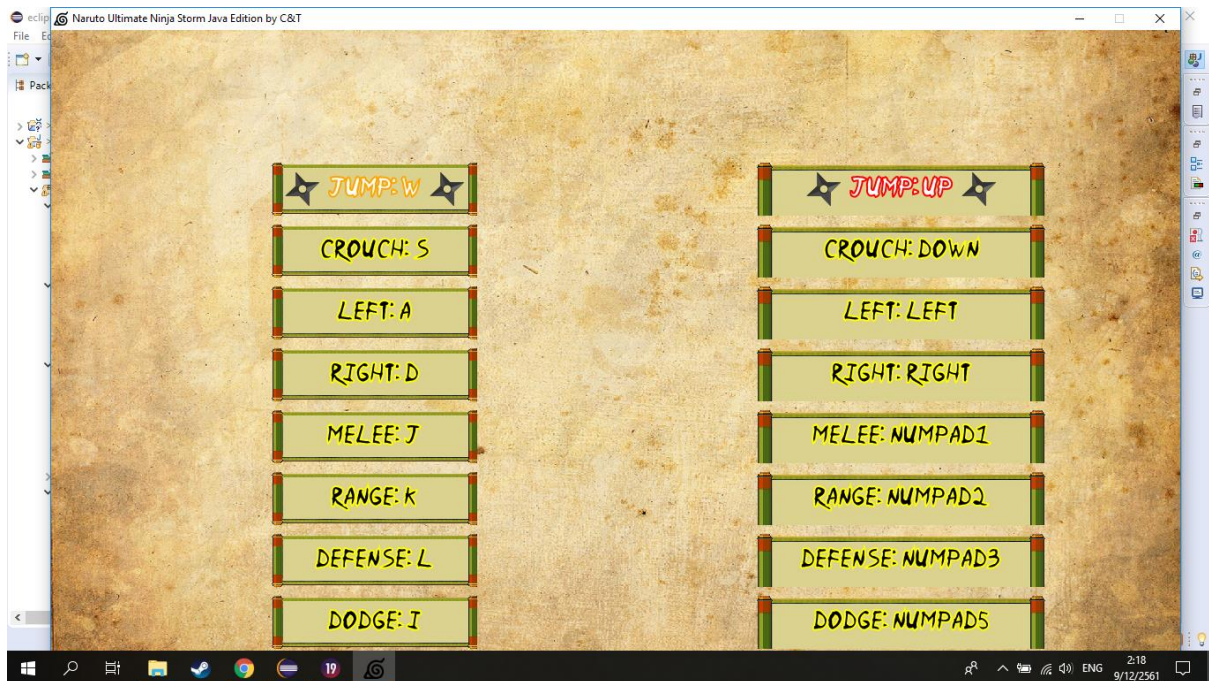 eclip
Naruto Ultimate Ninja Storm Java Edition by C&T
File Ed
Pack
JUMP: W
CROUCH: S
LEFT: A
RIGHT: D
MELEE: J
RANGE: K
DEFENSE: L
DODGE: I
JUMP: UP
CROUCH: DOWN
LEFT: LEFT
RIGHT: RIGHT
MELEE: NUMPAD1
RANGE: NUMPAD2
DEFENSE: NUMPAD3
DODGE: NUMPAD5
19
ENG
2:18
9/12/2561